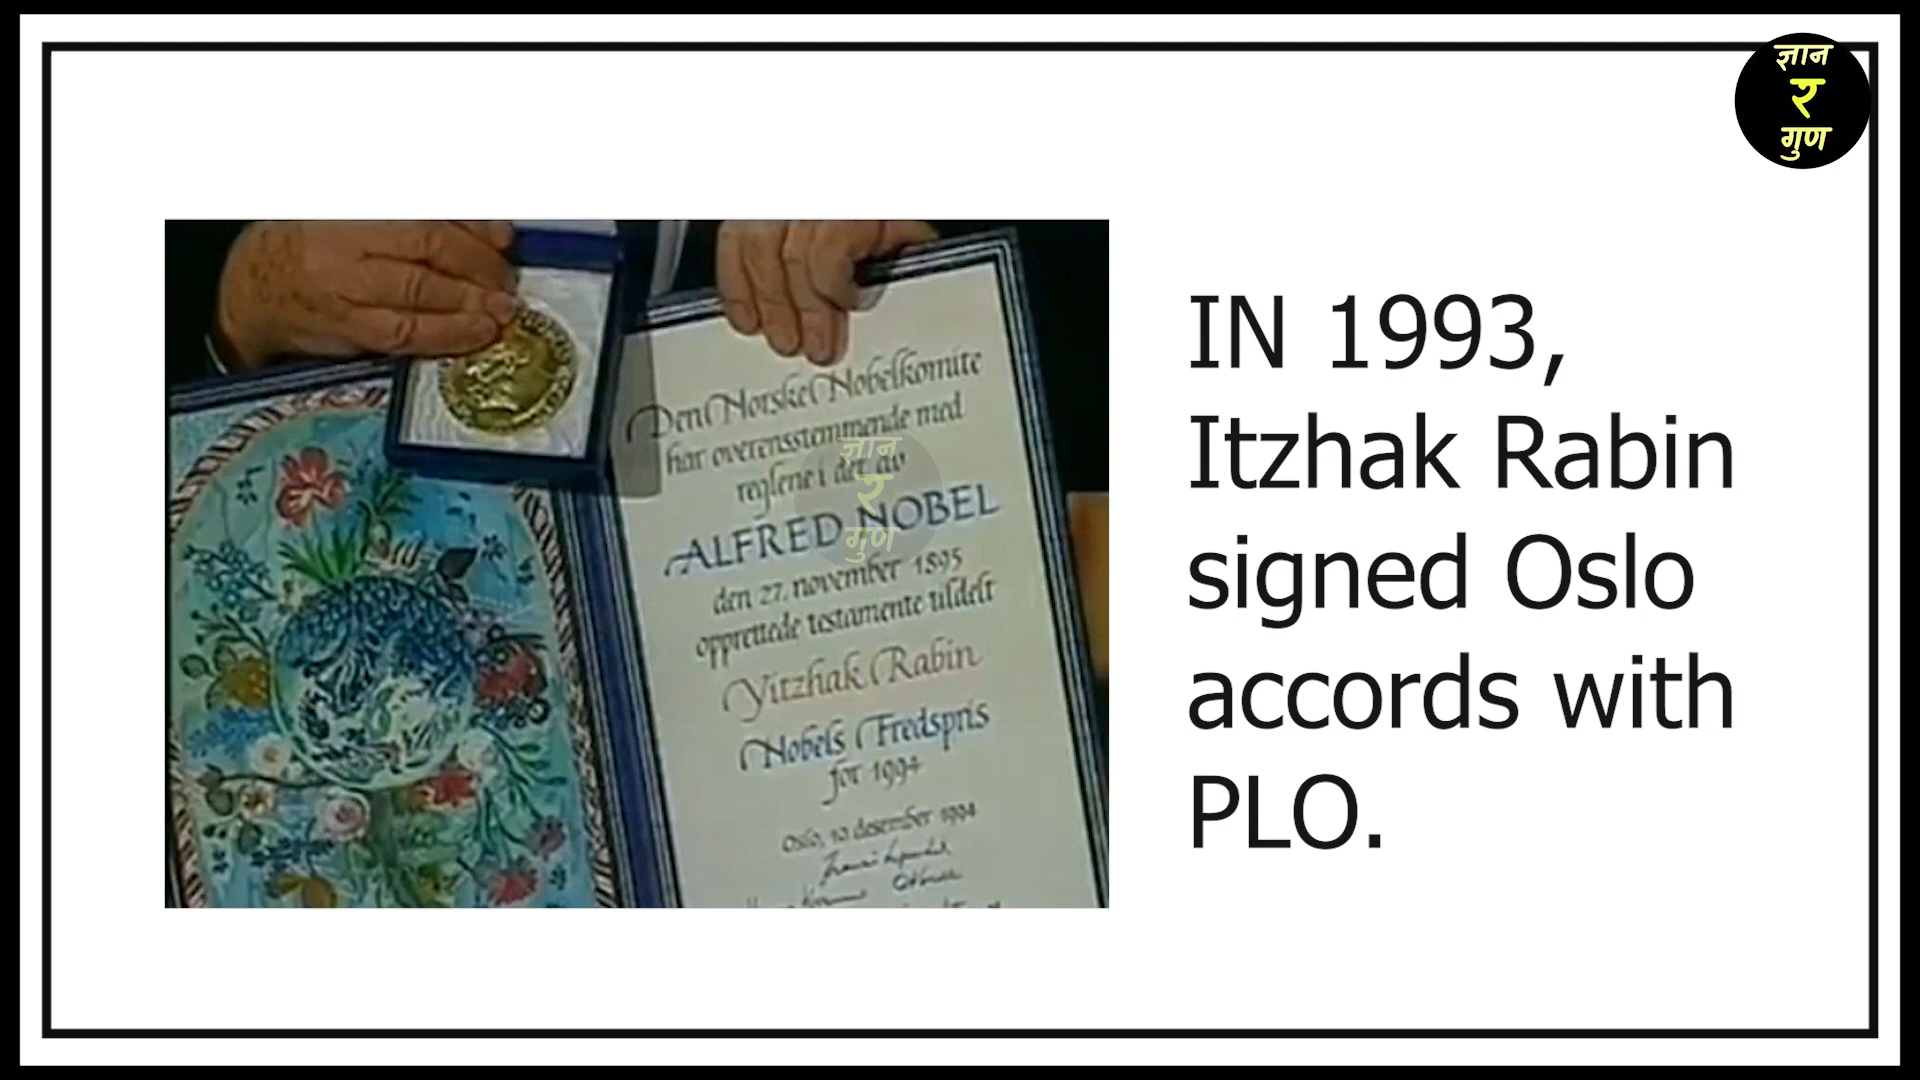 ज्ञान
र
गुण
Den Norske Nobelkomite
har overensstemmende med
reglene i det av
ALFRED NOBEL
den 27. november 1895
opprettede testamente tildelt
Yitzhak Rabin
Nobels Fredspris
for 1994
Oslo, 10. desember 1994
ज्ञान
र
गुण
IN 1993,
Itzhak Rabin
signed Oslo
accords with
PLO.